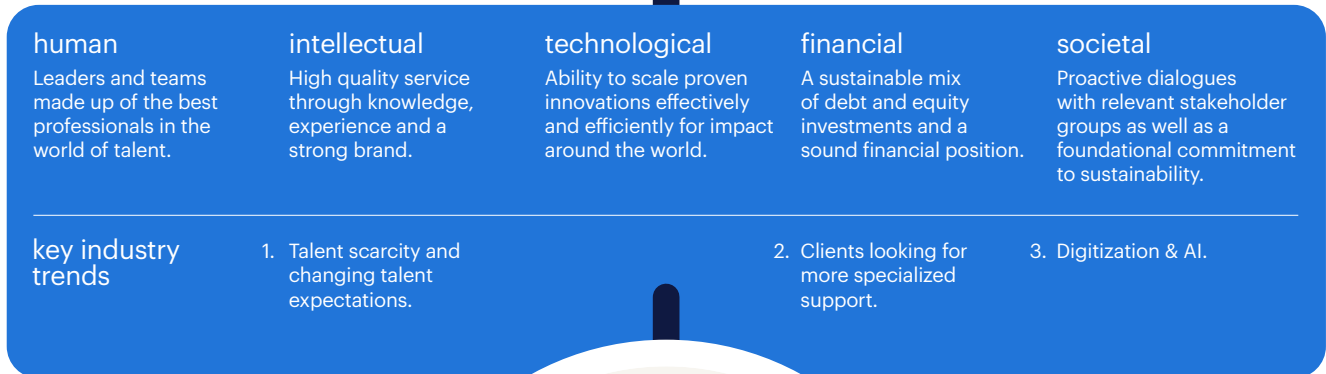 human
Leaders and teams
made up of the best
professionals in the
world of talent.
intellectual
High quality service
through knowledge,
experience and a
strong brand.
technological
Ability to scale proven
innovations effectively
and efficiently for impact
around the world.
financial
A sustainable mix
of debt and equity
investments and a
sound financial position.
societal
Proactive dialogues
with relevant stakeholder
groups as well as a
foundational commitment
to sustainability.
key industry
trends
1. Talent scarcity and
changing talent
expectations.
2. Clients looking for
more specialized
support.
3. Digitization & AI.